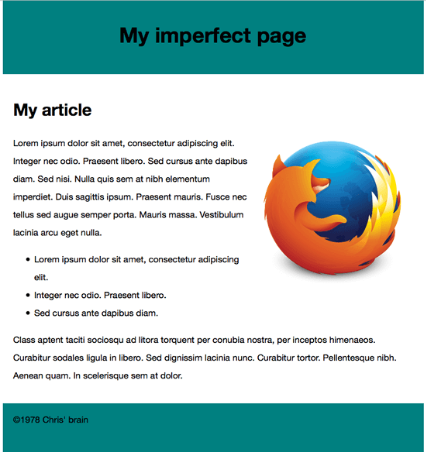 My imperfect page
My article
Lorem ipsum dolor sit amet, consectetur adipiscing elit.
Integer nec odio. Praesent libero. Sed cursus ante dapibus
diam. Sed nisi. Nulla quis sem at nibh elementum
imperdiet. Duis sagittis ipsum. Praesent mauris. Fusce nec
tellus sed augue semper porta. Mauris massa. Vestibulum
lacinia arcu eget nulla.
• Lorem ipsum dolor sit amet, consectetur adipiscing
elit.
• Integer nec odio. Praesent libero.
• Sed cursus ante dapibus diam.
Class aptent taciti sociosqu ad litora torquent per conubia nostra, per inceptos himenaeos.
Curabitur sodales ligula in libero. Sed dignissim lacinia nunc. Curabitur tortor. Pellentesque nibh.
Aenean quam. In scelerisque sem at dolor.
©1978 Chris' brain